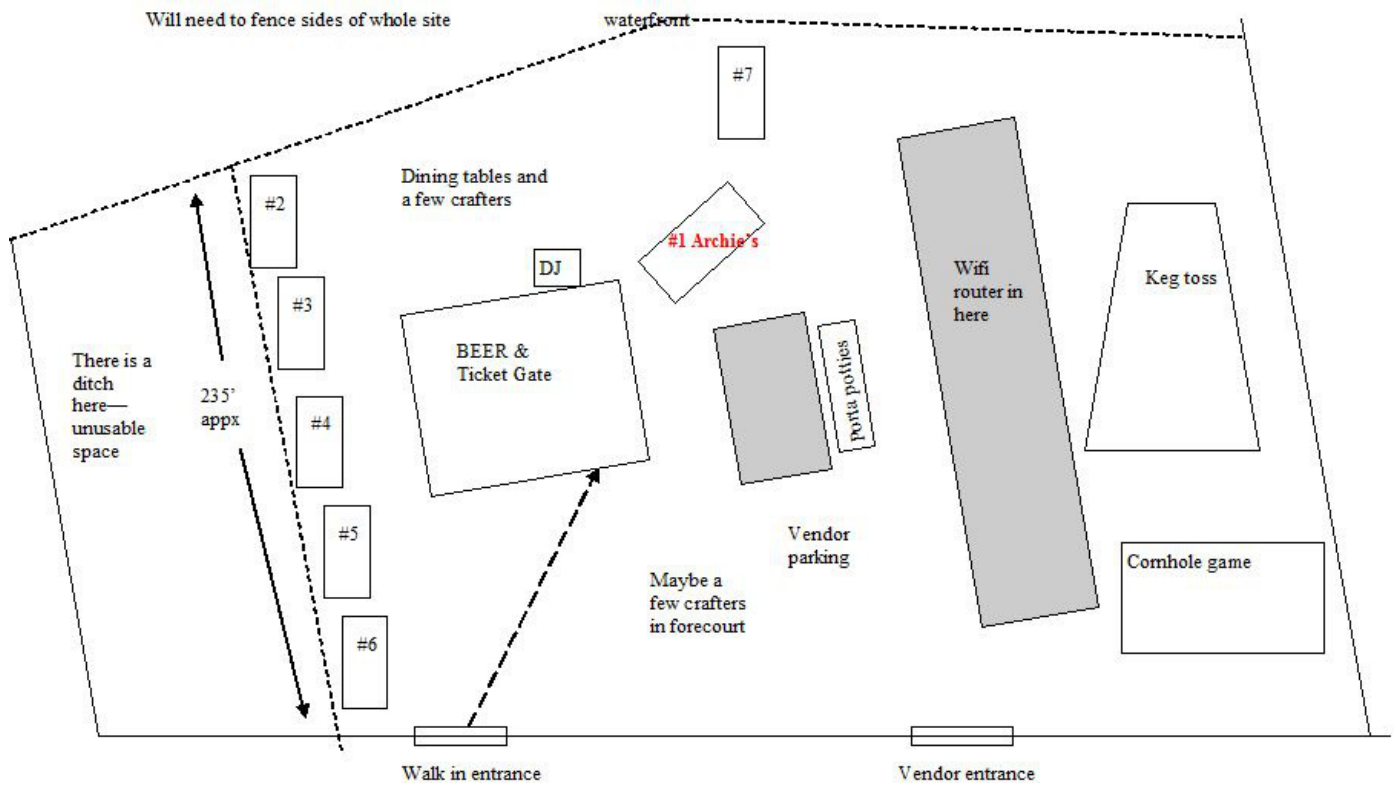 Will need to fence sides of whole site
waterfront
#7
Dining tables and
a few crafters
#2
#1 Archie's
DJ
#3
Wifi
router in
here
Keg toss
BEER &
Ticket Gate
There is a
ditch
here—
unusable
space
235'
appx
Porta potties
#4
#5
Vendor
parking
Cornhole game
Maybe a
few crafters
in forecourt
#6
Walk in entrance
Vendor entrance